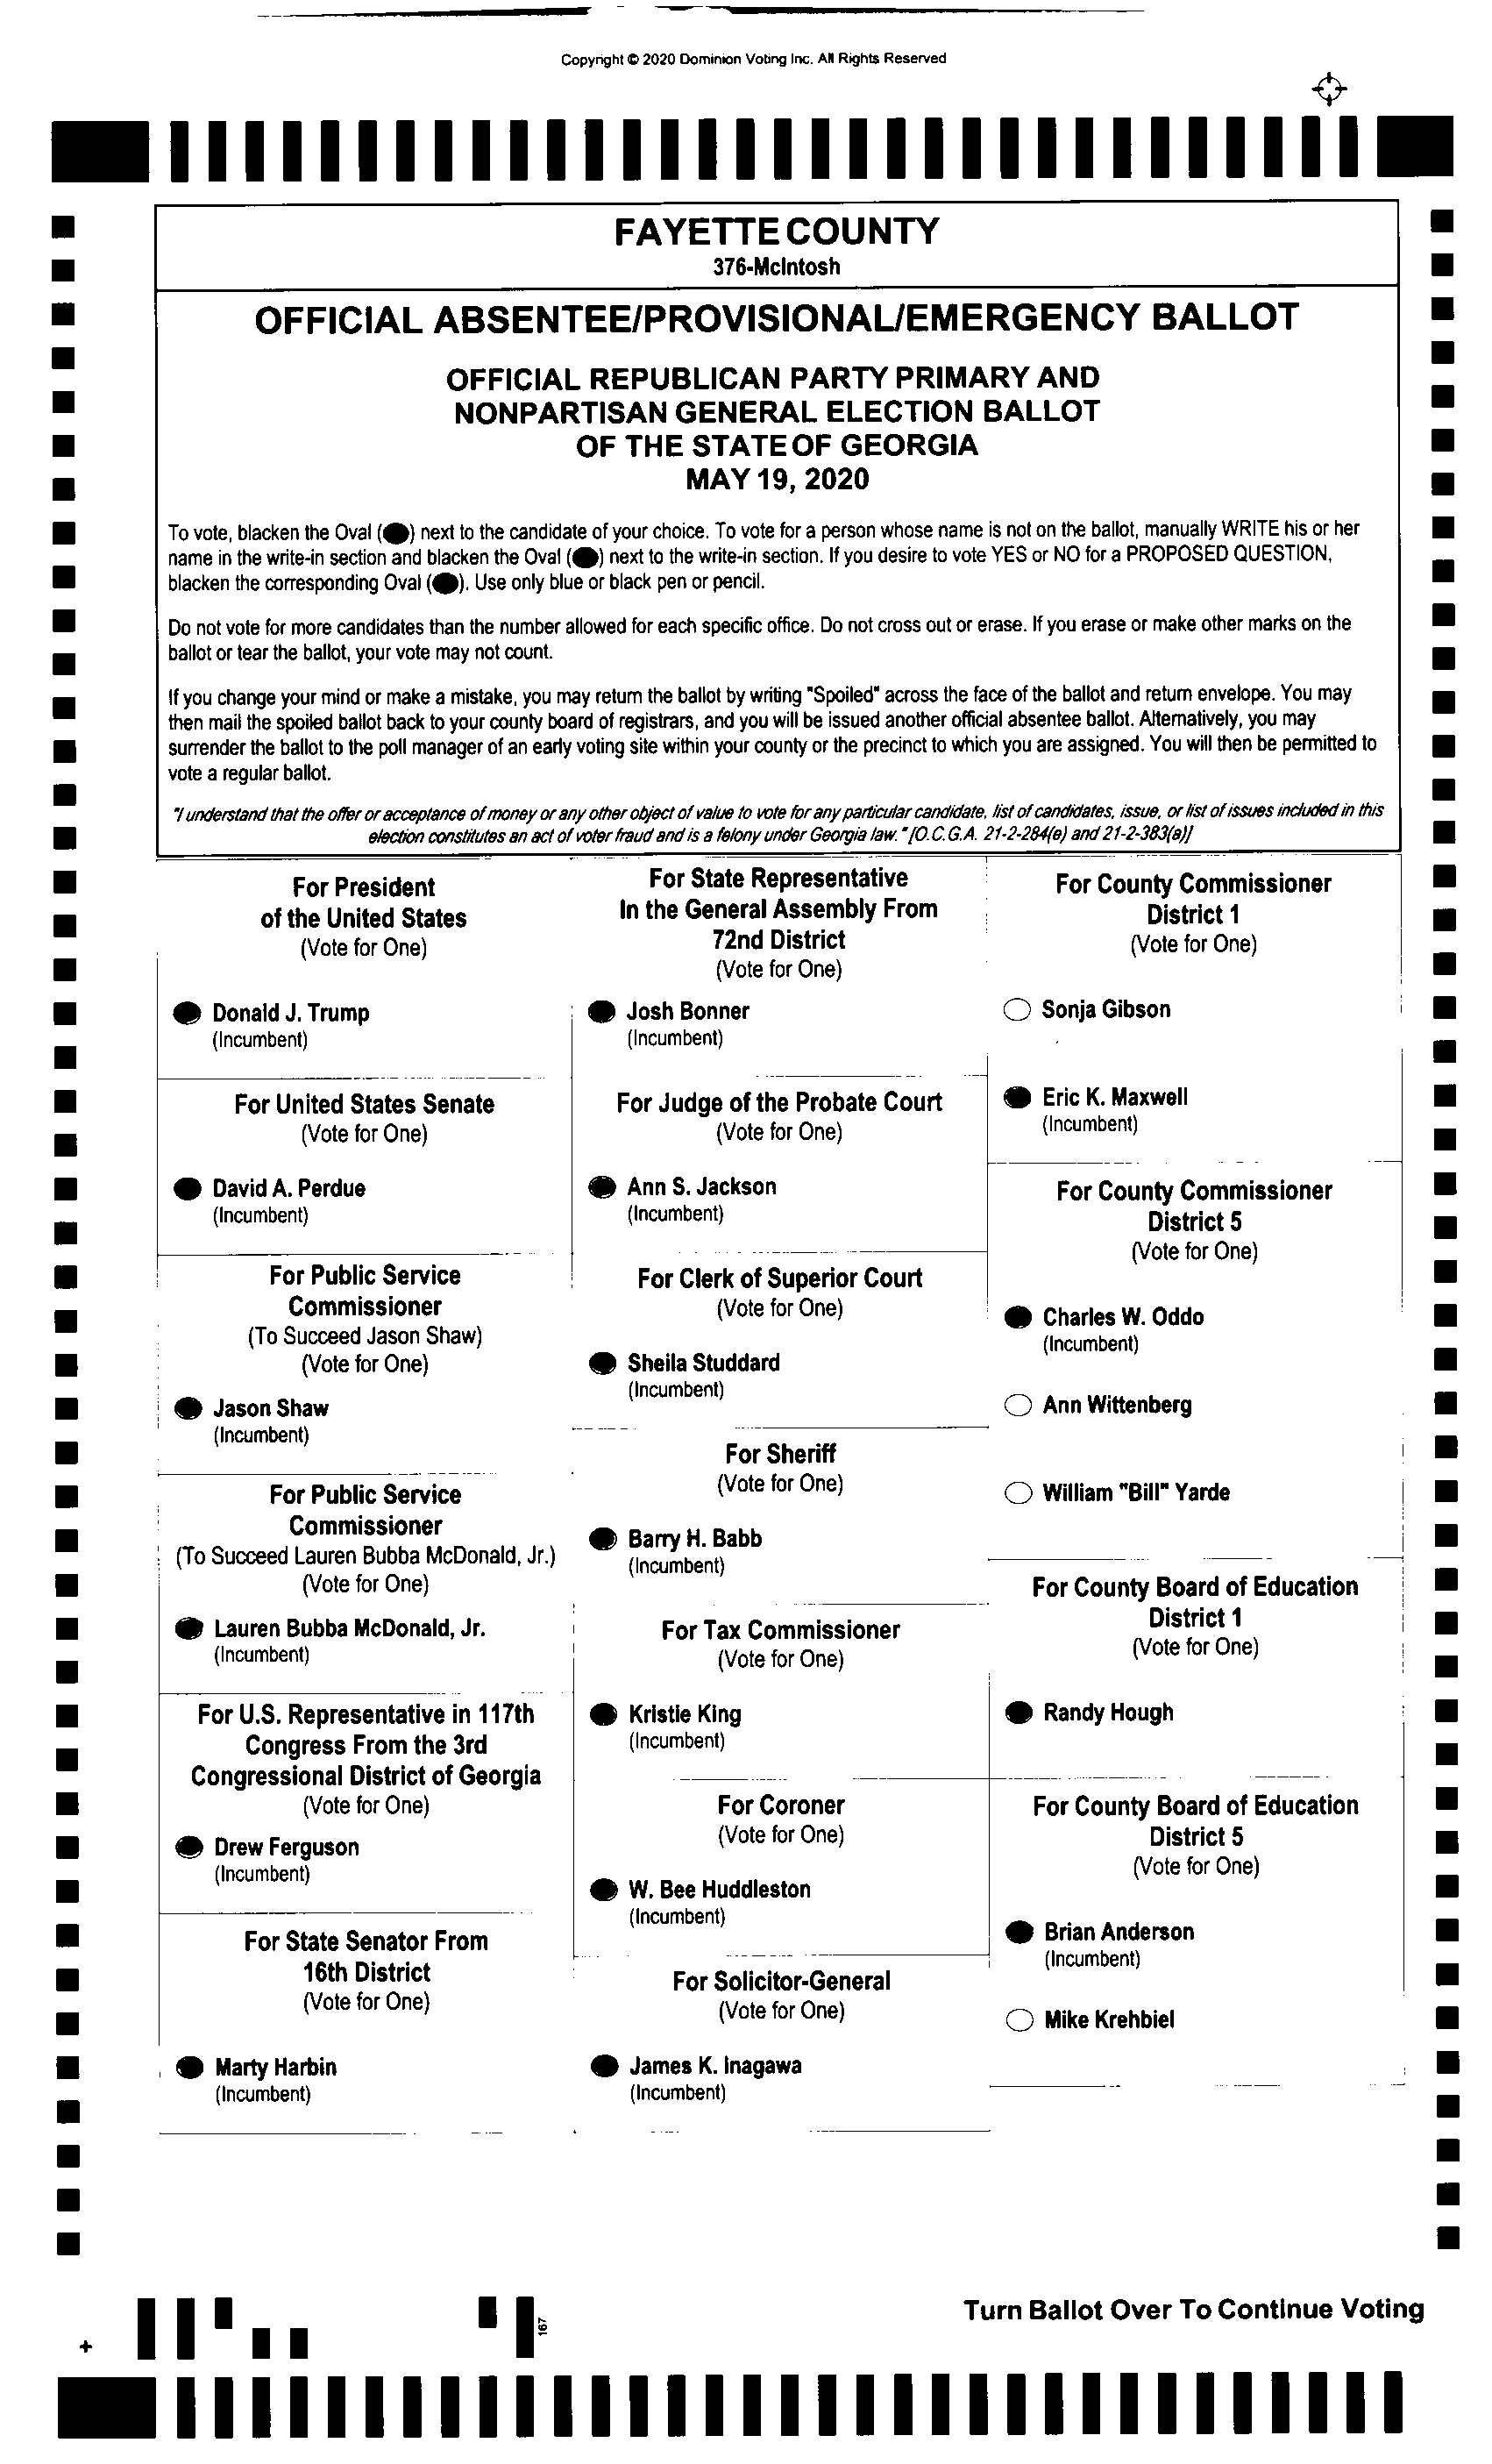 Copyright © 2020 Dominion Voting Inc. All Rights Reserved
FAYETTE COUNTY
376-McIntosh
OFFICIAL ABSENTEE/PROVISIONAL/EMERGENCY BALLOT
OFFICIAL REPUBLICAN PARTY PRIMARY AND
NONPARTISAN GENERAL ELECTION BALLOT
OF THE STATE OF GEORGIA
MAY 19, 2020
To vote, blacken the Oval (●) next to the candidate of your choice. To vote for a person whose name is not on the ballot, manually WRITE his or her
name in the write-in section and blacken the Oval (●) next to the write-in section. If you desire to vote YES or NO for a PROPOSED QUESTION,
blacken the corresponding Oval (●). Use only blue or black pen or pencil.
Do not vote for more candidates than the number allowed for each specific office. Do not cross out or erase. If you erase or make other marks on the
ballot or tear the ballot, your vote may not count.
If you change your mind or make a mistake, you may return the ballot by writing "Spoiled" across the face of the ballot and return envelope. You may
then mail the spoiled ballot back to your county board of registrars, and you will be issued another official absentee ballot. Alternatively, you may
surrender the ballot to the poll manager of an early voting site within your county or the precinct to which you are assigned. You will then be permitted to
vote a regular ballot.
"I understand that the offer or acceptance of money or any other object of value to vote for any particular candidate, list of candidates, issue, or list of issues included in this
election constitutes an act of voter fraud and is a felony under Georgia law." [O.C.G.A. 21-2-284(e) and 21-2-383(a)]
For President
of the United States
(Vote for One)
Donald J. Trump
(Incumbent)
For United States Senate
(Vote for One)
David A. Perdue
(Incumbent)
For Public Service
Commissioner
(To Succeed Jason Shaw)
(Vote for One)
Jason Shaw
(Incumbent)
For Public Service
Commissioner
(To Succeed Lauren Bubba McDonald, Jr.)
(Vote for One)
Lauren Bubba McDonald, Jr.
(Incumbent)
For U.S. Representative in 117th
Congress From the 3rd
Congressional District of Georgia
(Vote for One)
Drew Ferguson
(Incumbent)
For State Senator From
16th District
(Vote for One)
Marty Harbin
(Incumbent)
For State Representative
In the General Assembly From
72nd District
(Vote for One)
Josh Bonner
(Incumbent)
For Judge of the Probate Court
(Vote for One)
Ann S. Jackson
(Incumbent)
For Clerk of Superior Court
(Vote for One)
Sheila Studdard
(Incumbent)
For Sheriff
(Vote for One)
Barry H. Babb
(Incumbent)
For Tax Commissioner
(Vote for One)
Kristie King
(Incumbent)
For Coroner
(Vote for One)
W. Bee Huddleston
(Incumbent)
For Solicitor-General
(Vote for One)
James K. Inagawa
(Incumbent)
For County Commissioner
District 1
(Vote for One)
Sonja Gibson
Eric K. Maxwell
(Incumbent)
For County Commissioner
District 5
(Vote for One)
Charles W. Oddo
(Incumbent)
Ann Wittenberg
William "Bill" Yarde
For County Board of Education
District 1
(Vote for One)
Randy Hough
For County Board of Education
District 5
(Vote for One)
Brian Anderson
(Incumbent)
Mike Krehbiel
Turn Ballot Over To Continue Voting
167